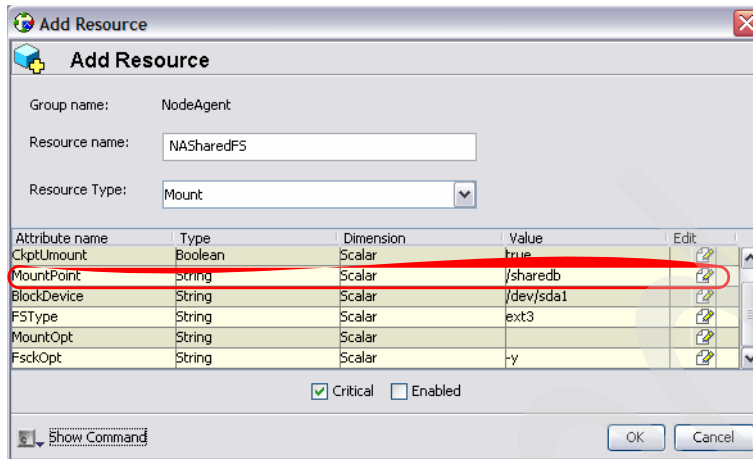 Add Resource
Add Resource
Group name: NodeAgent
Resource name: NASharedFS
Resource Type: Mount
Attribute name Type Dimension Value Edit
CkptUmount Boolean Scalar true
MountPoint String Scalar /sharedb
BlockDevice String Scalar /dev/sda1
FSType String Scalar ext3
MountOpt String Scalar
FsckOpt String Scalar -y
Critical Enabled
Show Command OK Cancel